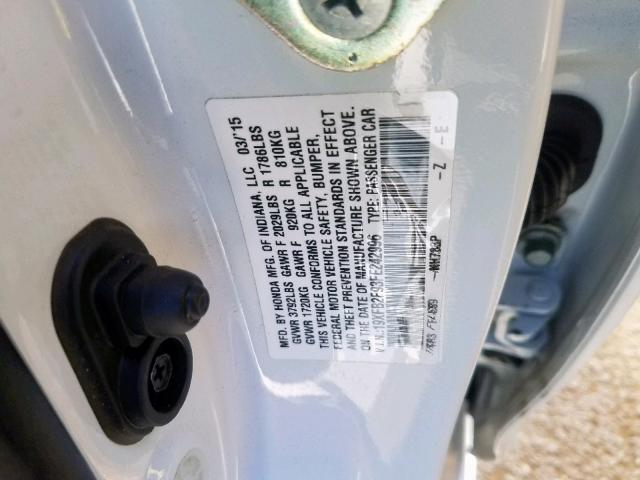 MFD. BY HONDA MFG. OF INDIANA, LLC 03/'15
GVWR 3792LBS GAWR F 2029LBS R 1786LBS
GVWR 1720KG GAWR F 920KG R 810KG
THIS VEHICLE CONFORMS TO ALL APPLICABLE
FEDERAL MOTOR VEHICLE SAFETY, BUMPER,
AND THEFT PREVENTION STANDARDS IN EFFECT
ON THE DATE OF MANUFACTURE SHOWN ABOVE.
V.I.N.:19XFB2F93FE242996 TYPE: PASSENGER CAR
- Z - E -